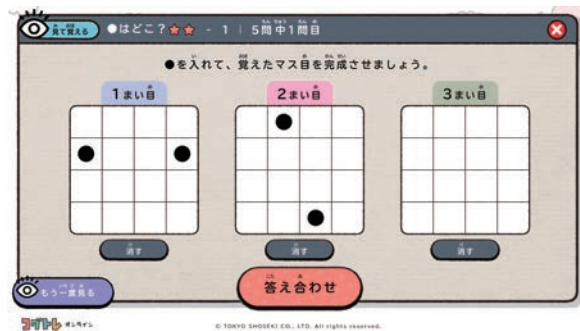 見て覚える ●はどこ？★★ - 1 | 5問中1問目
●を入れて、覚えたマス目を完成させましょう。
1まい目 2まい目 3まい目
消す 消す 消す
もう一度見る 答え合わせ
コグトレ オンライン © TOKYO SHOSEKI CO., LTD. All rights reserved.